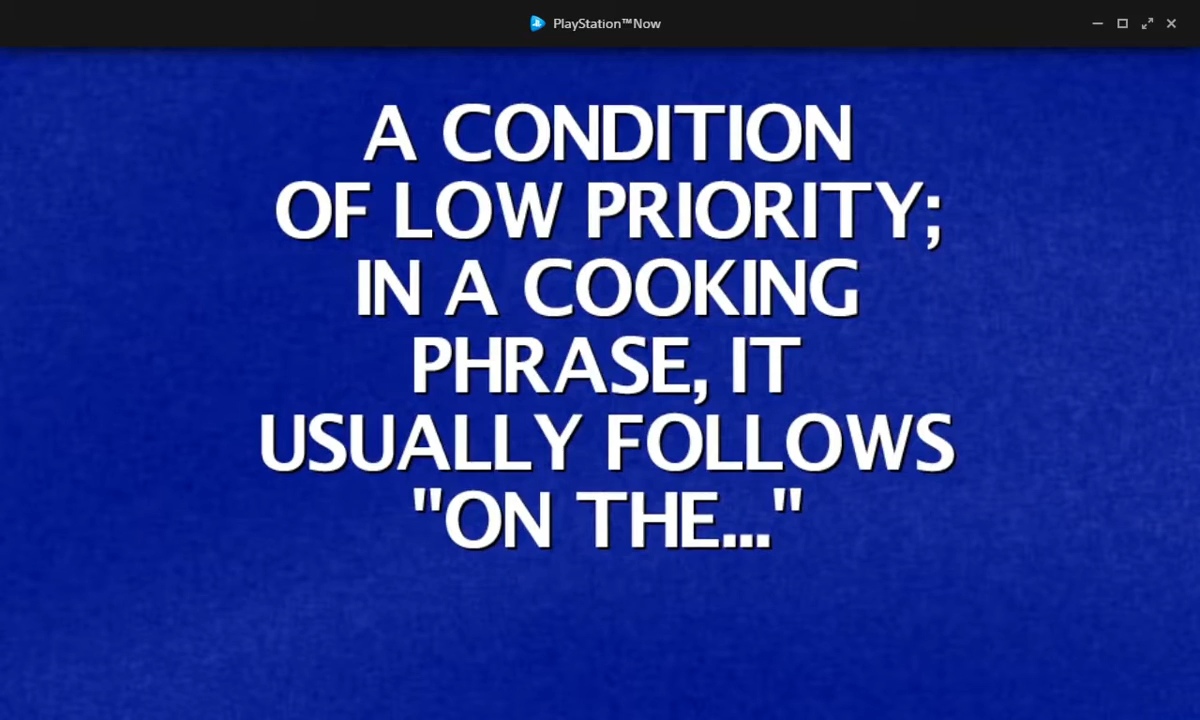 PlayStation™Now
A CONDITION
OF LOW PRIORITY;
IN A COOKING
PHRASE, IT
USUALLY FOLLOWS
"ON THE..."